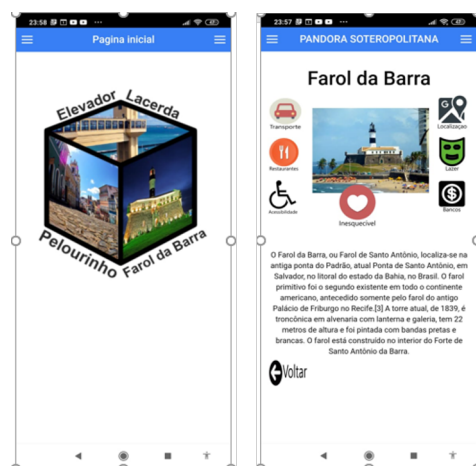 23:58
Pagina inicial
Elevador Lacerda
Pelourinho
Farol da Barra
23:57
PANDORA SOTEROPOLITANA
Farol da Barra
Transporte
Localizaçao
Restaurantes
Lazer
Acessibilidade
Bancos
Inesquecível
O Farol da Barra, ou Farol de Santo Antônio, localiza-se na
antiga ponta do Padrão, atual Ponta de Santo Antônio, em
Salvador, no litoral do estado da Bahia, no Brasil. O farol
primitivo foi o segundo existente em todo o continente
americano, antecedido somente pelo farol do antigo
Palácio de Friburgo no Recife.[3] A torre atual, de 1839, é
troncônica em alvenaria com lanterna e galeria, tem 22
metros de altura e foi pintada com bandas pretas e
brancas. O farol está construído no interior do Forte de
Santo Antônio da Barra.
Voltar